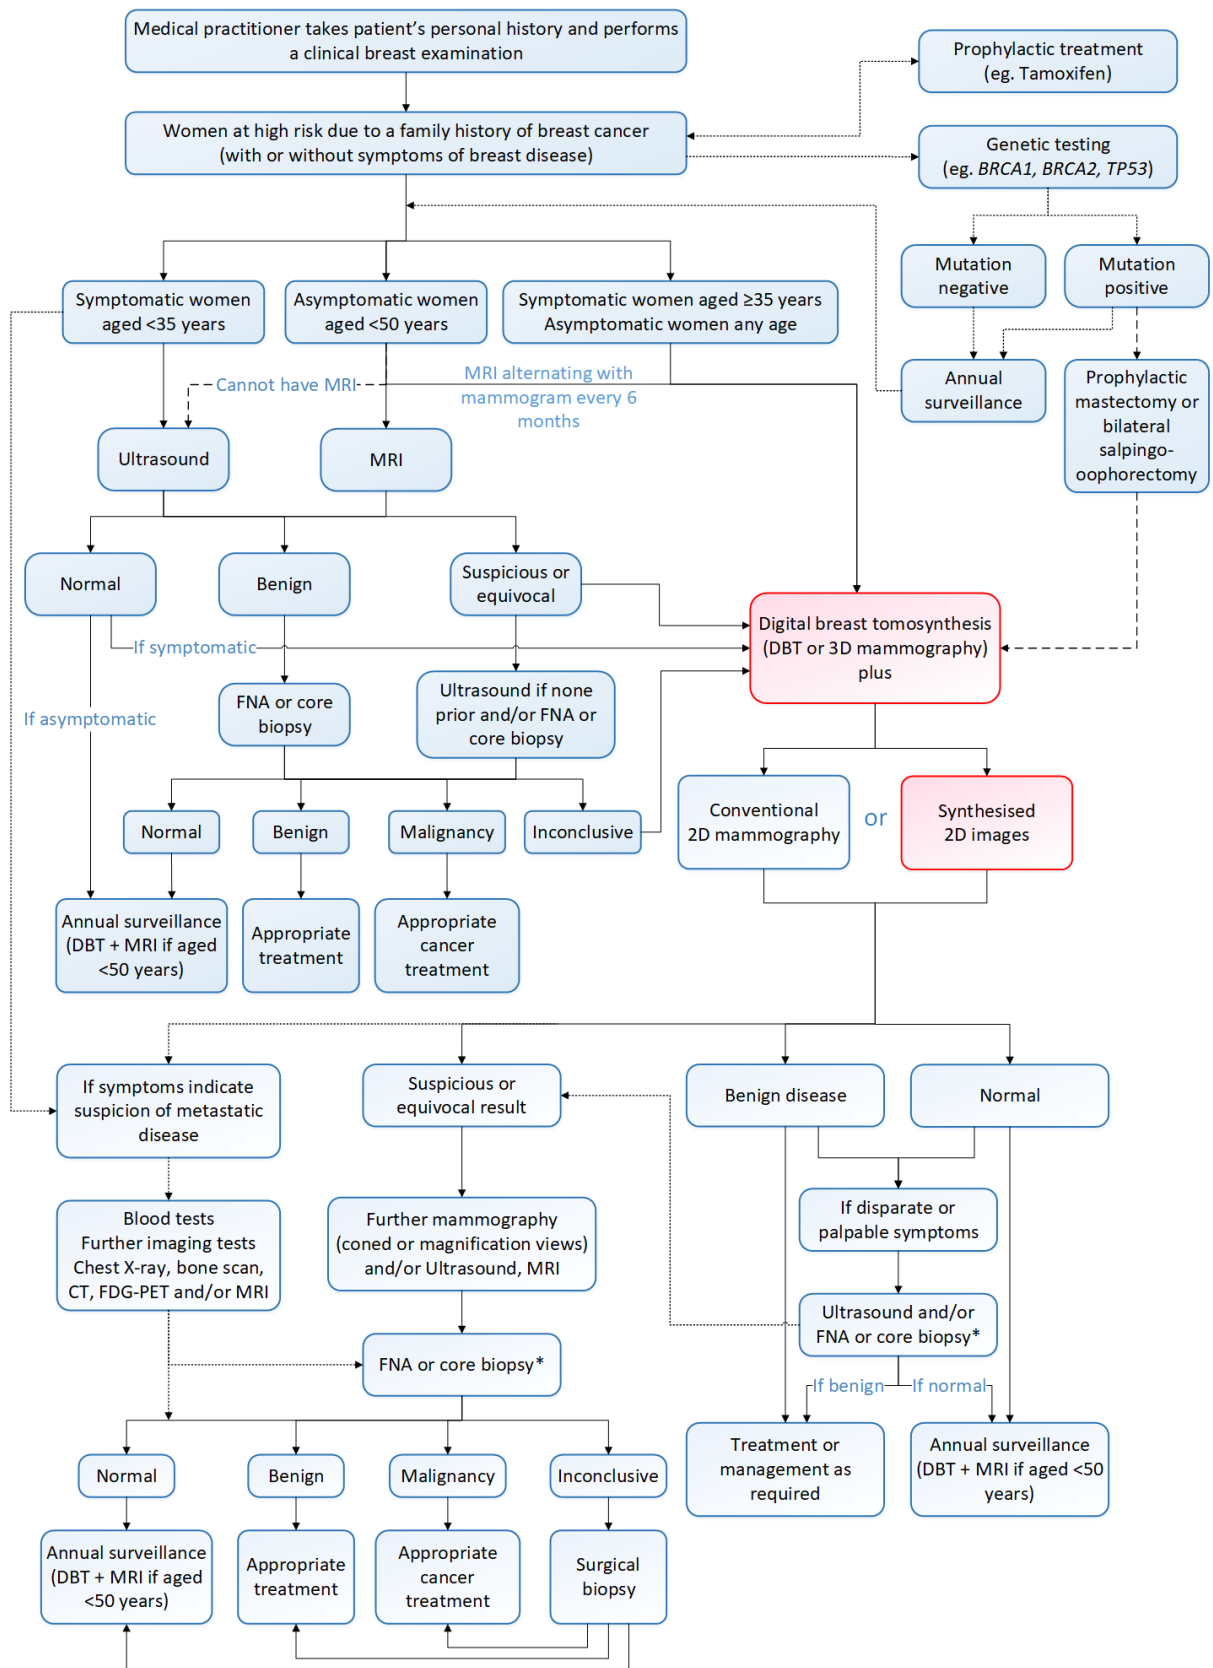 Medical practitioner takes patient's personal history and performs
a clinical breast examination
Prophylactic treatment
(eg. Tamoxifen)
Women at high risk due to a family history of breast cancer
(with or without symptoms of breast disease)
Genetic testing
(eg. BRCA1, BRCA2, TP53)
Mutation
negative
Mutation
positive
Symptomatic women
aged <35 years
Asymptomatic women
aged <50 years
Symptomatic women aged ≥35 years
Asymptomatic women any age
Cannot have MRI
MRI alternating with
mammogram every 6
months
Annual
surveillance
Prophylactic
mastectomy or
bilateral
salpingo-
oophorectomy
Ultrasound
MRI
Normal
Benign
Suspicious or
equivocal
If symptomatic
Digital breast tomosynthesis
(DBT or 3D mammography)
plus
If asymptomatic
FNA or core
biopsy
Ultrasound if none
prior and/or FNA or
core biopsy
Normal
Benign
Malignancy
Inconclusive
Conventional
2D mammography
or
Synthesised
2D images
Annual surveillance
(DBT + MRI if aged
<50 years)
Appropriate
treatment
Appropriate
cancer
treatment
If symptoms indicate
suspicion of metastatic
disease
Suspicious or
equivocal result
Benign disease
Normal
Blood tests
Further imaging tests
Chest X-ray, bone scan,
CT, FDG-PET and/or MRI
Further mammography
(coned or magnification views)
and/or Ultrasound, MRI
If disparate or
palpable symptoms
Ultrasound and/or
FNA or core biopsy*
FNA or core biopsy*
If benign
If normal
Normal
Benign
Malignancy
Inconclusive
Treatment or
management as
required
Annual surveillance
(DBT + MRI if aged <50
years)
Annual surveillance
(DBT + MRI if aged
<50 years)
Appropriate
treatment
Appropriate
cancer
treatment
Surgical
biopsy